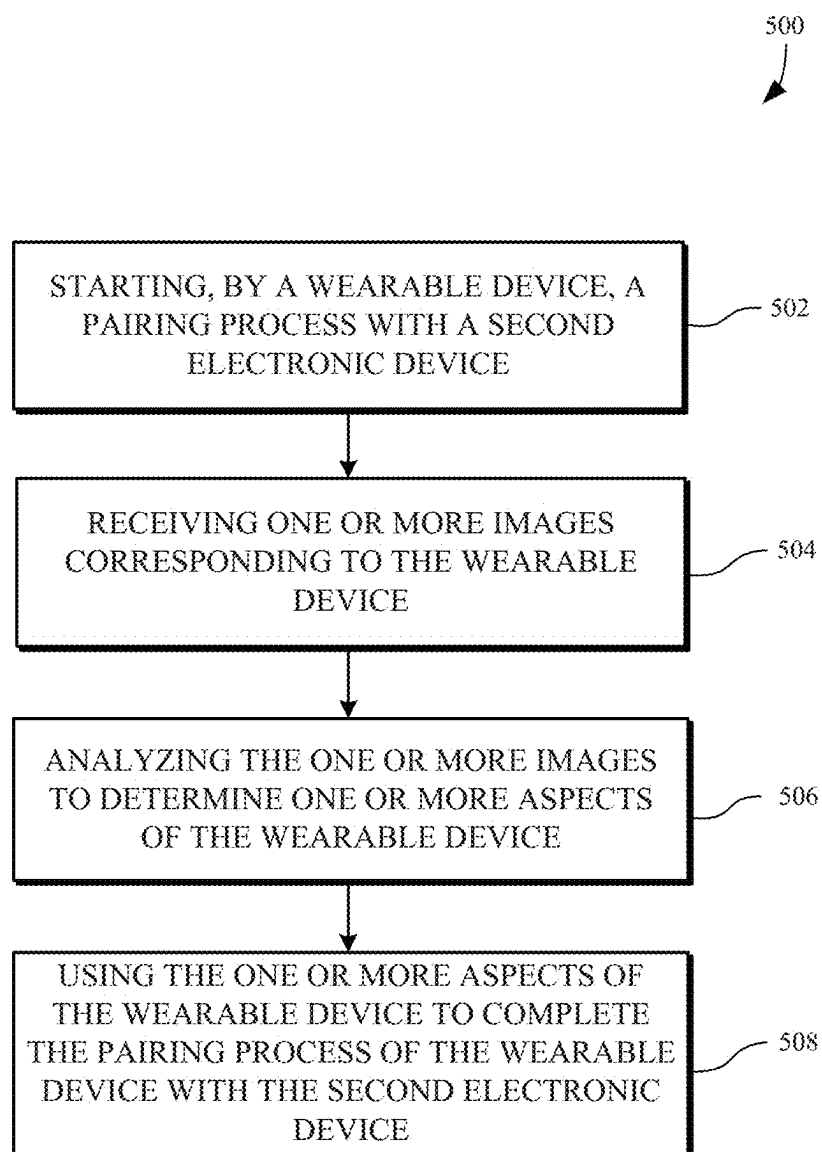 500
STARTING, BY A WEARABLE DEVICE, A
PAIRING PROCESS WITH A SECOND
ELECTRONIC DEVICE
502
RECEIVING ONE OR MORE IMAGES
CORRESPONDING TO THE WEARABLE
DEVICE
504
ANALYZING THE ONE OR MORE IMAGES
TO DETERMINE ONE OR MORE ASPECTS
OF THE WEARABLE DEVICE
506
USING THE ONE OR MORE ASPECTS OF
THE WEARABLE DEVICE TO COMPLETE
THE PAIRING PROCESS OF THE WEARABLE
DEVICE WITH THE SECOND ELECTRONIC
DEVICE
508